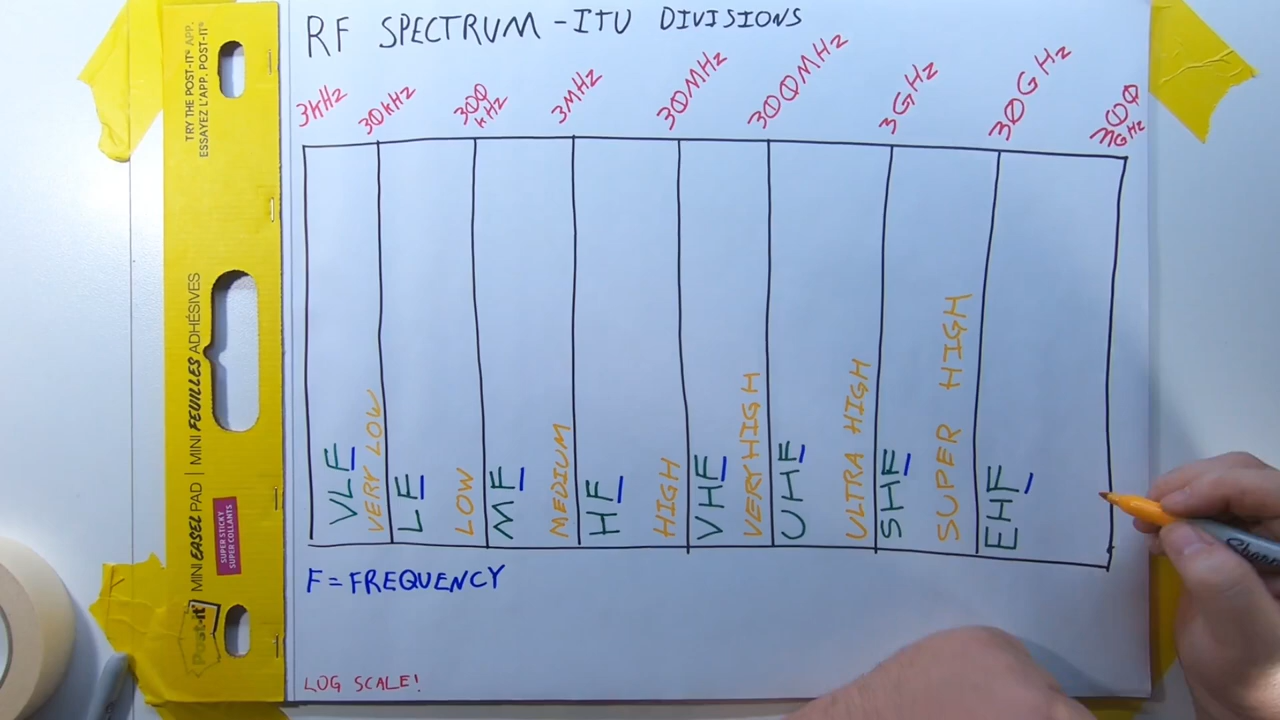 RF SPECTRUM - ITU DIVISIONS
3kHz
30kHz
300
kHz
3MHz
30MHz
300MHz
3GHz
30GHz
300
GHz
VLF
VERY LOW
LF
LOW
MF
MEDIUM
HF
HIGH
VHF
VERY HIGH
UHF
ULTRA HIGH
SHF
SUPER HIGH
EHF
F = FREQUENCY
LOG SCALE!
TRY THE POST-IT® APP.
ESSAYEZ L'APP. POST-IT®
MINI EASEL PAD | MINI FEUILLES ADHÉSIVES
SUPER STICKY
SUPER COLLANTS
Post-it
Sharpie